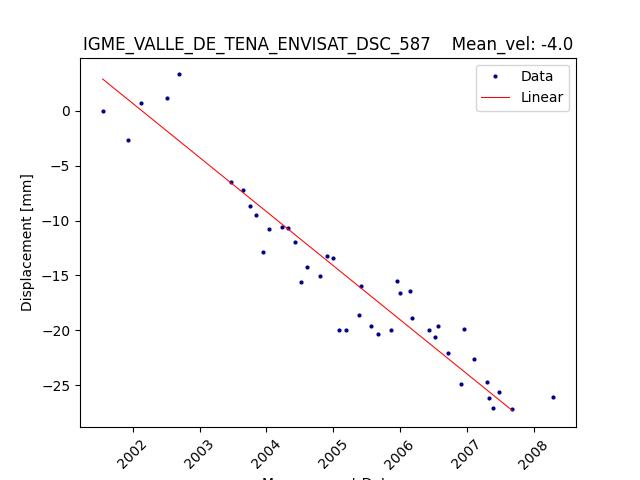 IGME_VALLE_DE_TENA_ENVISAT_DSC_587 Mean_vel: -4.0
Data
Linear
Displacement [mm]
0
−5
−10
−15
−20
−25
2002 2003 2004 2005 2006 2007 2008